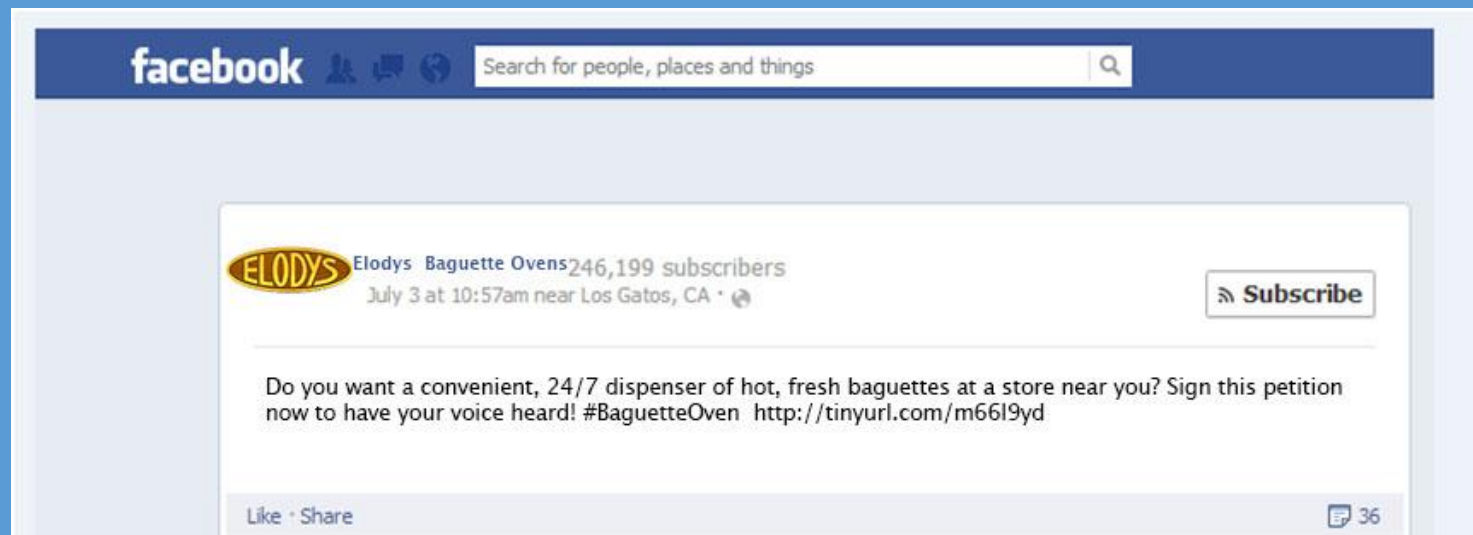 facebook Search for people, places and things
ELODYS Elodys Baguette Ovens 246,199 subscribers
July 3 at 10:57am near Los Gatos, CA ·
Subscribe
Do you want a convenient, 24/7 dispenser of hot, fresh baguettes at a store near you? Sign this petition
now to have your voice heard! #BaguetteOven http://tinyurl.com/m66l9yd
Like · Share 36